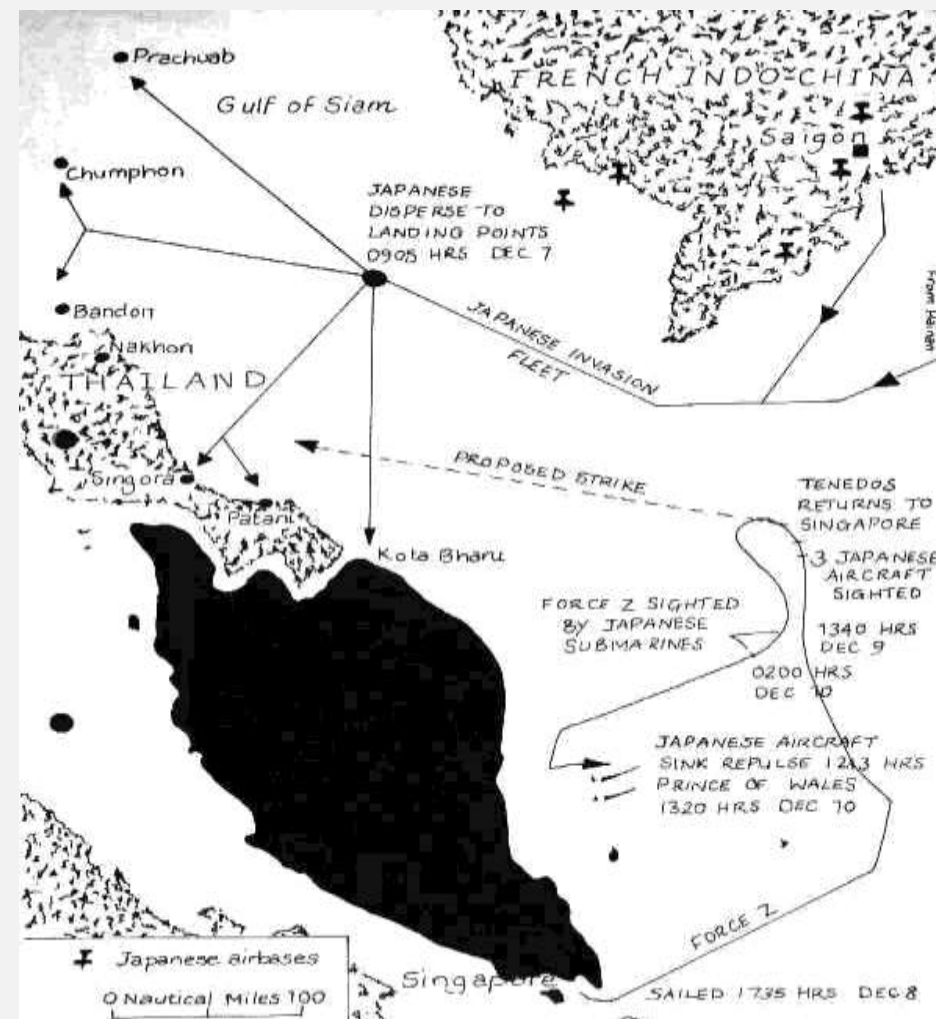 Prachuab
Gulf of Siam
FRENCH INDO-CHINA
Saigon
Chumphon
JAPANESE
DISPERSE TO
LANDING POINTS
0905 HRS DEC 7
From Hainan
Bandon
JAPANESE INVASION
FLEET
Nakhon
THAILAND
PROPOSED STRIKE
Singora
Patani
Kota Bharu
TENEDOS
RETURNS TO
SINGAPORE
3 JAPANESE
AIRCRAFT
SIGHTED
1340 HRS
DEC 9
FORCE Z SIGHTED
BY JAPANESE
SUBMARINES
0200 HRS
DEC 10
JAPANESE AIRCRAFT
SINK REPULSE 1233 HRS
PRINCE OF WALES
1320 HRS DEC 10
FORCE Z
Singapore
SAILED 1735 HRS DEC 8
Japanese airbases
0 Nautical Miles 100